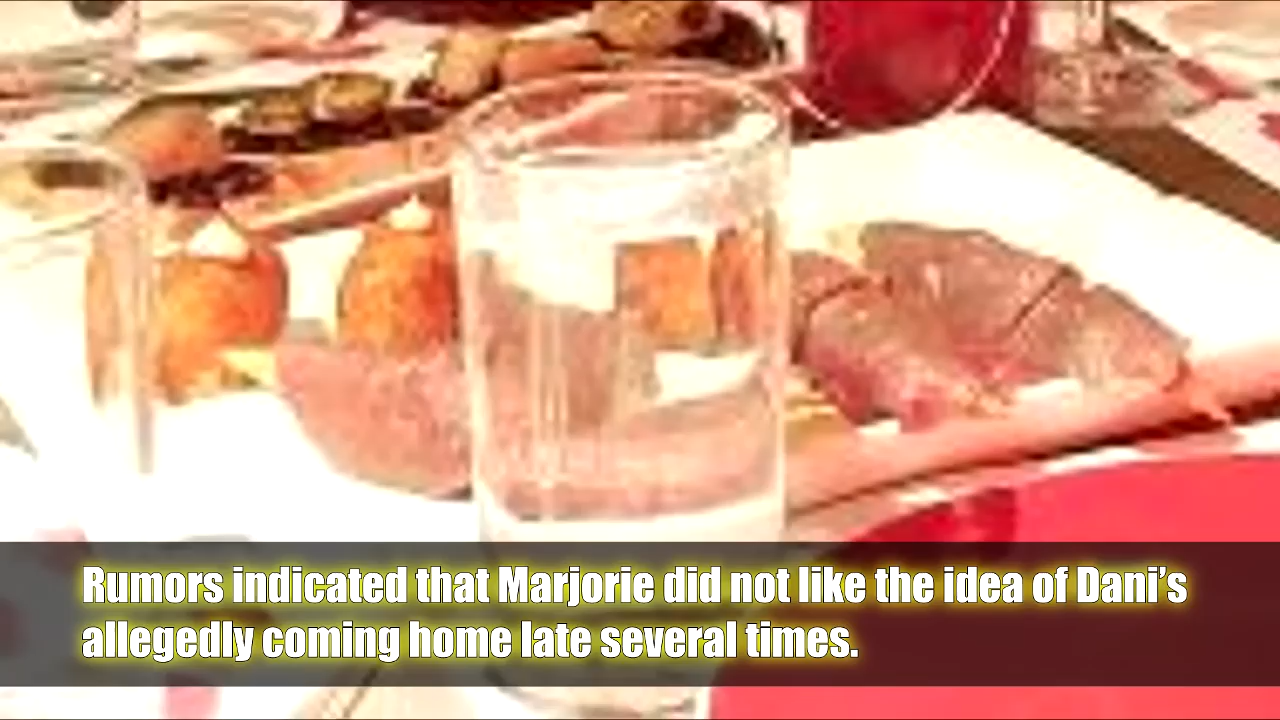 Rumors indicated that Marjorie did not like the idea of Dani’s
allegedly coming home late several times.